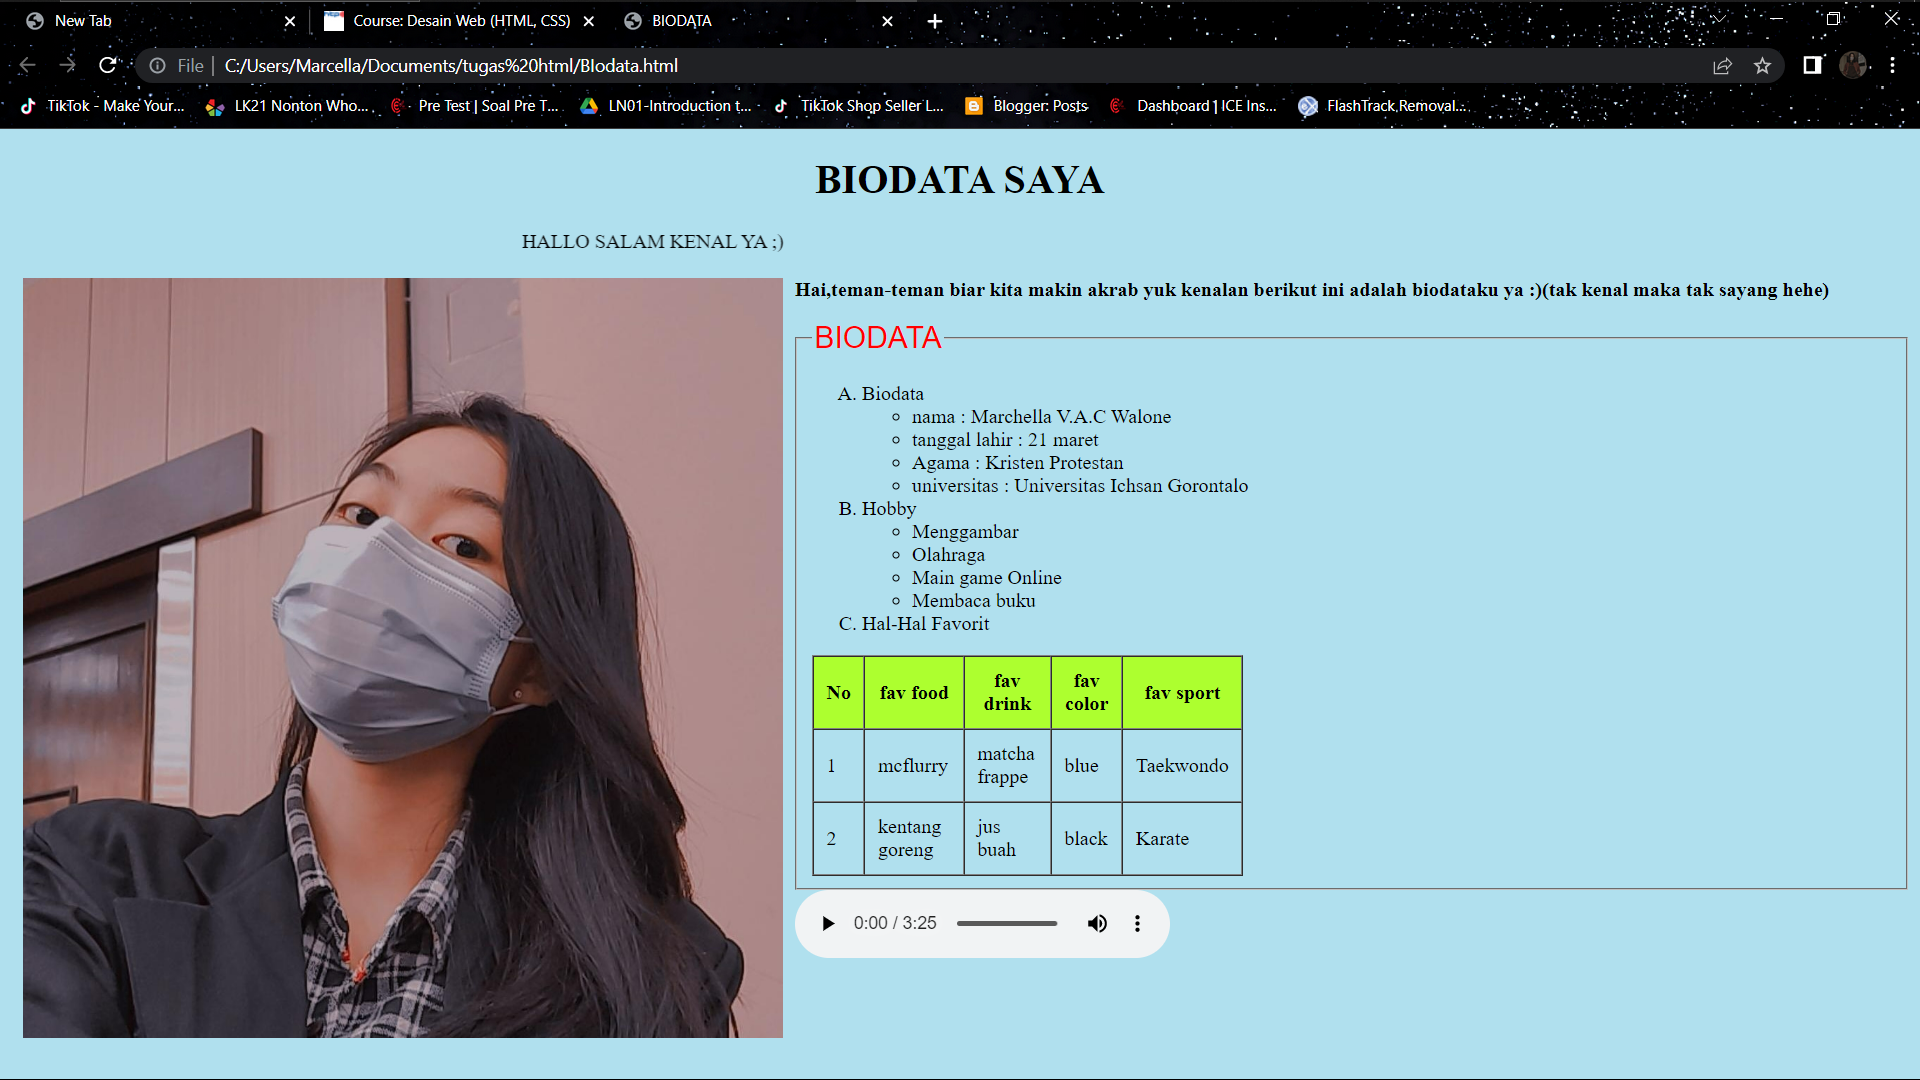 New Tab
Course: Desain Web (HTML, CSS)
BIODATA
File
C:/Users/Marcella/Documents/tugas%20html/BIodata.html
TikTok - Make Your...
LK21 Nonton Who...
Pre Test | Soal Pre T...
LN01-Introduction t...
TikTok Shop Seller L...
Blogger: Posts
Dashboard | ICE Ins...
FlashTrack Removal...
BIODATA SAYA
HALLO SALAM KENAL YA ;)
Hai,teman-teman biar kita makin akrab yuk kenalan berikut ini adalah biodataku ya :)(tak kenal maka tak sayang hehe)
BIODATA
A. Biodata
nama : Marchella V.A.C Walone
tanggal lahir : 21 maret
Agama : Kristen Protestan
universitas : Universitas Ichsan Gorontalo
B. Hobby
Menggambar
Olahraga
Main game Online
Membaca buku
C. Hal-Hal Favorit
No fav food fav drink fav color fav sport
1 mcflurry matcha frappe blue Taekwondo
2 kentang goreng jus buah black Karate
0:00 / 3:25